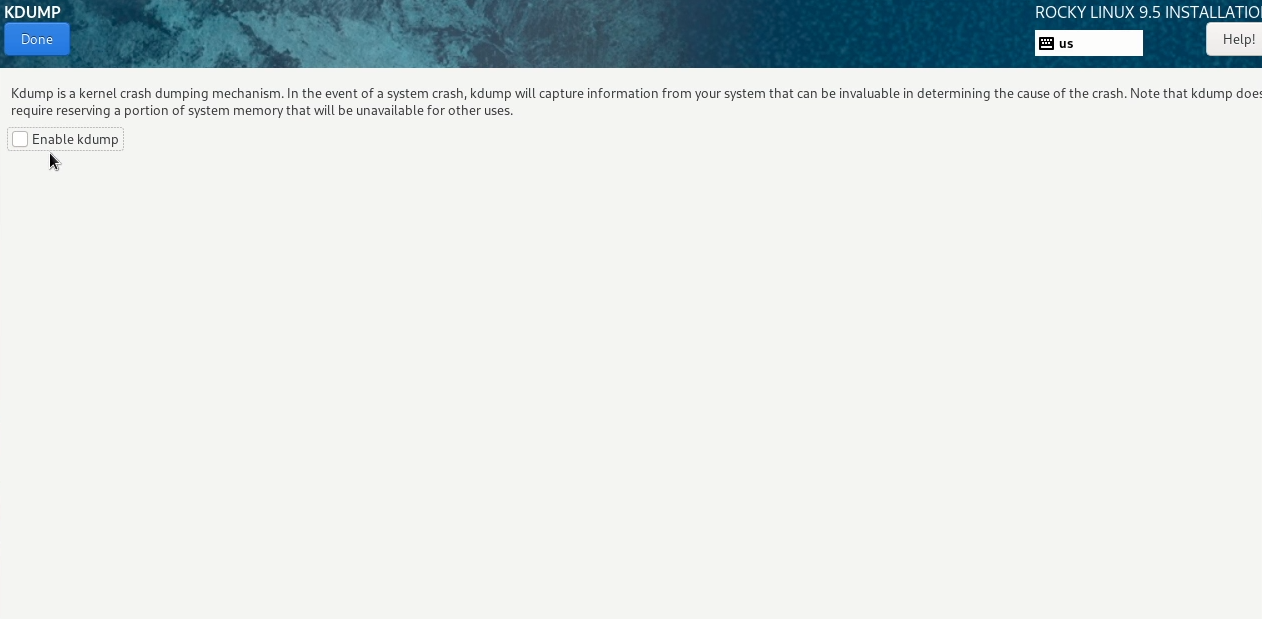 KDUMP
ROCKY LINUX 9.5 INSTALLATIO
Done
us
Help!
Kdump is a kernel crash dumping mechanism. In the event of a system crash, kdump will capture information from your system that can be invaluable in determining the cause of the crash. Note that kdump does
require reserving a portion of system memory that will be unavailable for other uses.
Enable kdump